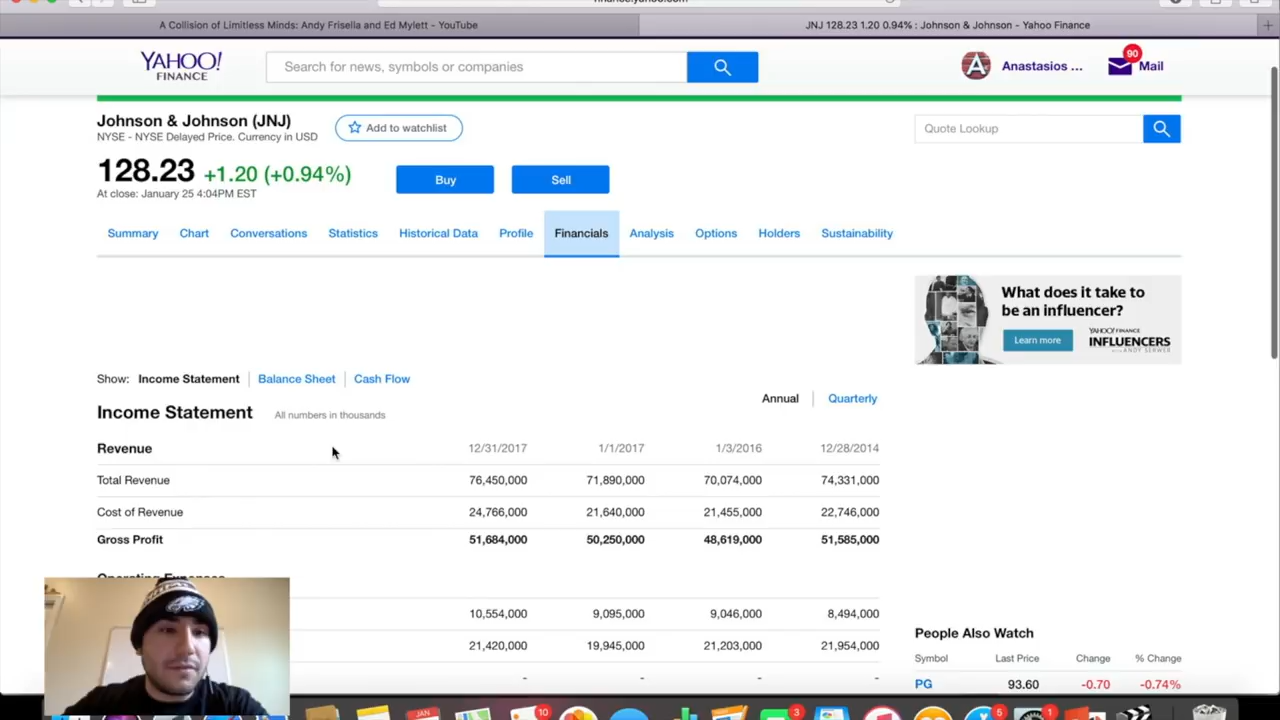 A Collision of Limitless Minds: Andy Frisella and Ed Mylett - YouTube
JNJ 128.23 1.20 0.94% : Johnson & Johnson - Yahoo Finance
YAHOO!
FINANCE
Search for news, symbol or companies
Anastasios ...
90
Mail
Johnson & Johnson (JNJ)
NYSE - NYSE Delayed Price. Currency in USD
Add to watchlist
Quote Lookup
128.23 +1.20 (+0.94%)
At close: January 25 4:04PM EST
Buy
Sell
Summary Chart Conversations Statistics Historical Data Profile Financials Analysis Options Holders Sustainability
What does it take to
be an influencer?
Learn more
YAHOO! FINANCE
INFLUENCERS
WITH ANDY SERWER
Show: Income Statement Balance Sheet Cash Flow
Annual Quarterly
Income Statement All numbers in thousands
Revenue 12/31/2017 1/1/2017 1/3/2016 12/28/2014
Total Revenue 76,450,000 71,890,000 70,074,000 74,331,000
Cost of Revenue 24,766,000 21,640,000 21,455,000 22,746,000
Gross Profit 51,684,000 50,250,000 48,619,000 51,585,000
10,554,000 9,095,000 9,046,000 8,494,000
21,420,000 19,945,000 21,203,000 21,954,000
- - - -
People Also Watch
Symbol Last Price Change % Change
PG 93.60 -0.70 -0.74%
JAN
10
3
5
1